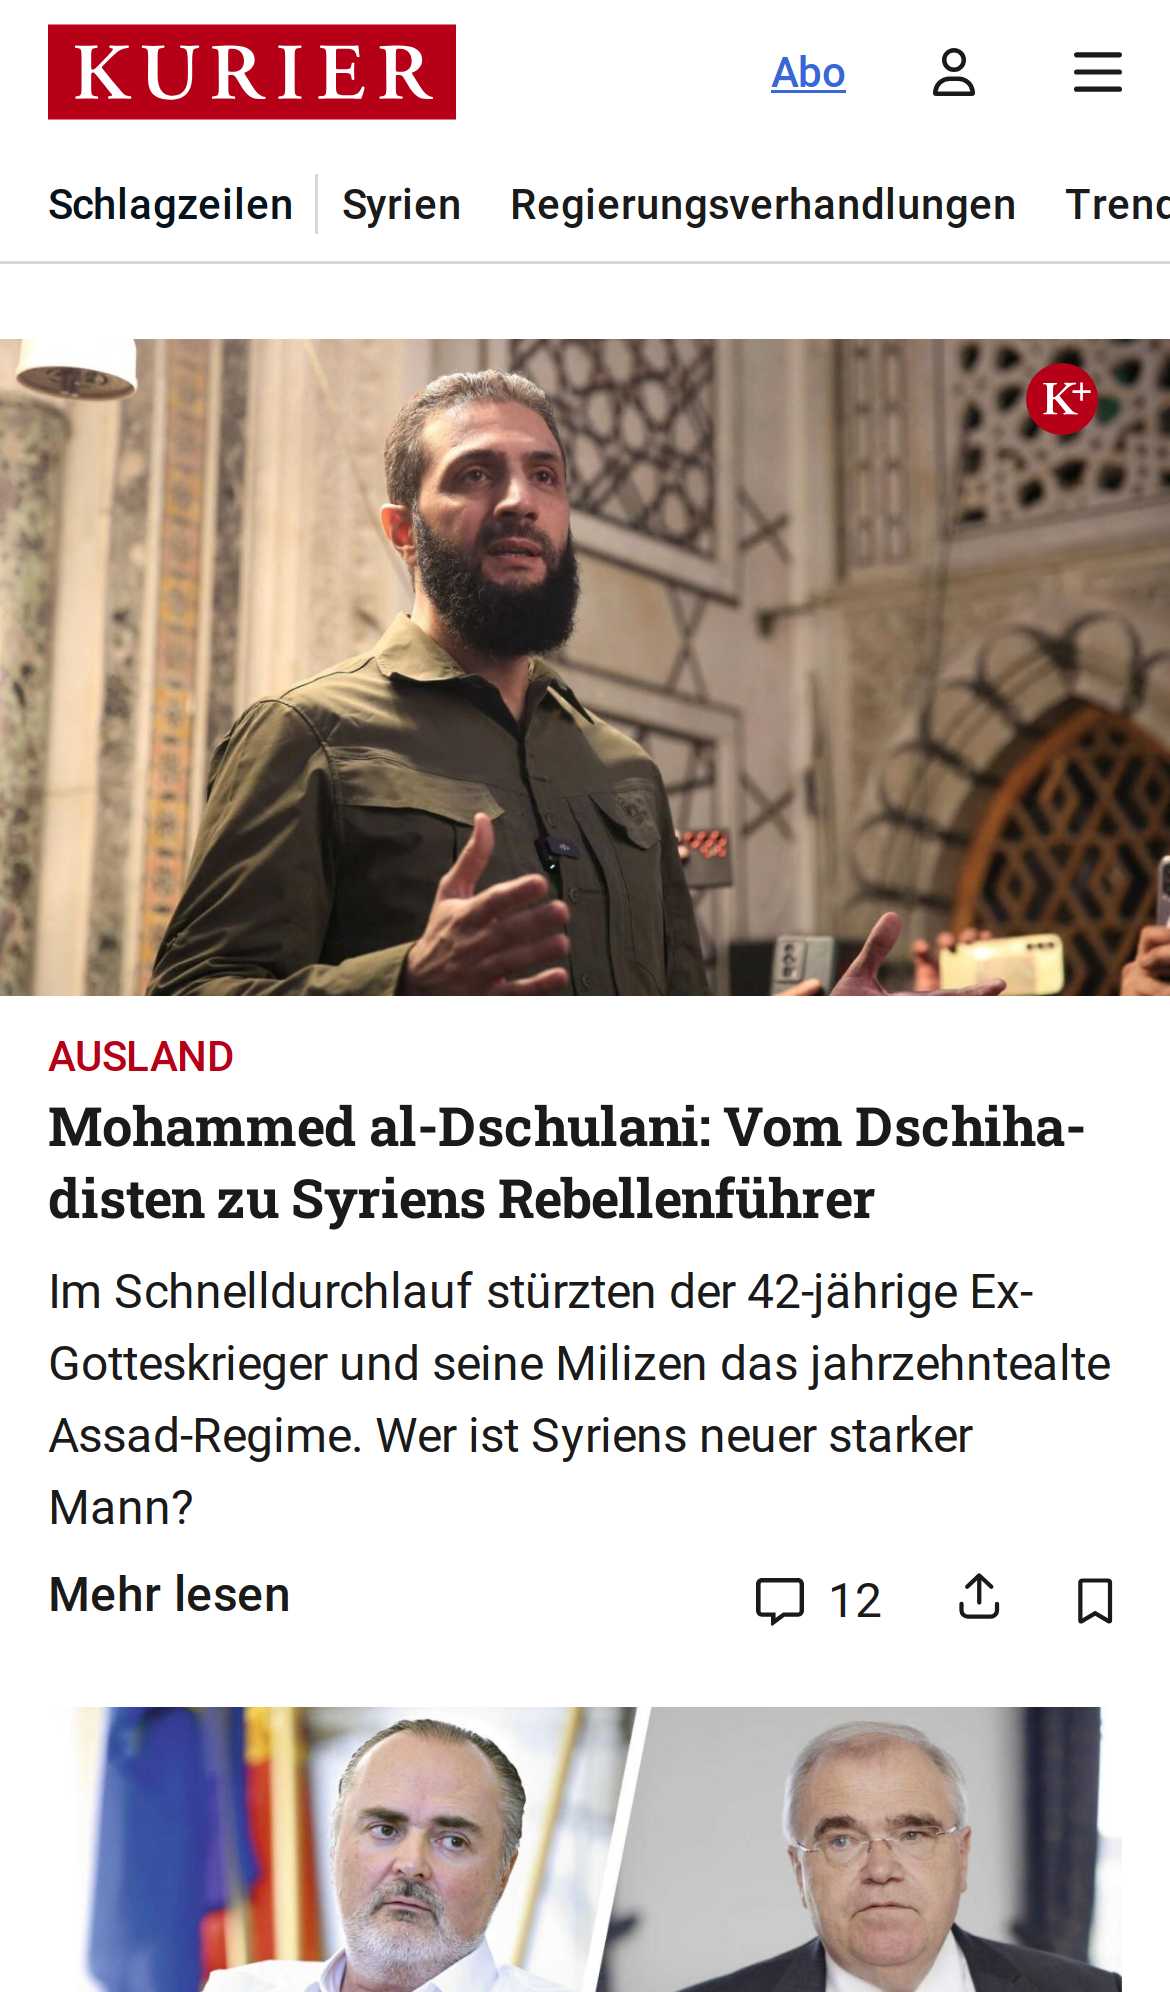 KURIER
Abo
Schlagzeilen
Syrien
Regierungsverhandlungen
Trend
K+
AUSLAND
Mohammed al-Dschulani: Vom Dschiha-
disten zu Syriens Rebellenführer
Im Schnelldurchlauf stürzten der 42-jährige Ex-
Gotteskrieger und seine Milizen das jahrzehntealte
Assad-Regime. Wer ist Syriens neuer starker
Mann?
Mehr lesen
12